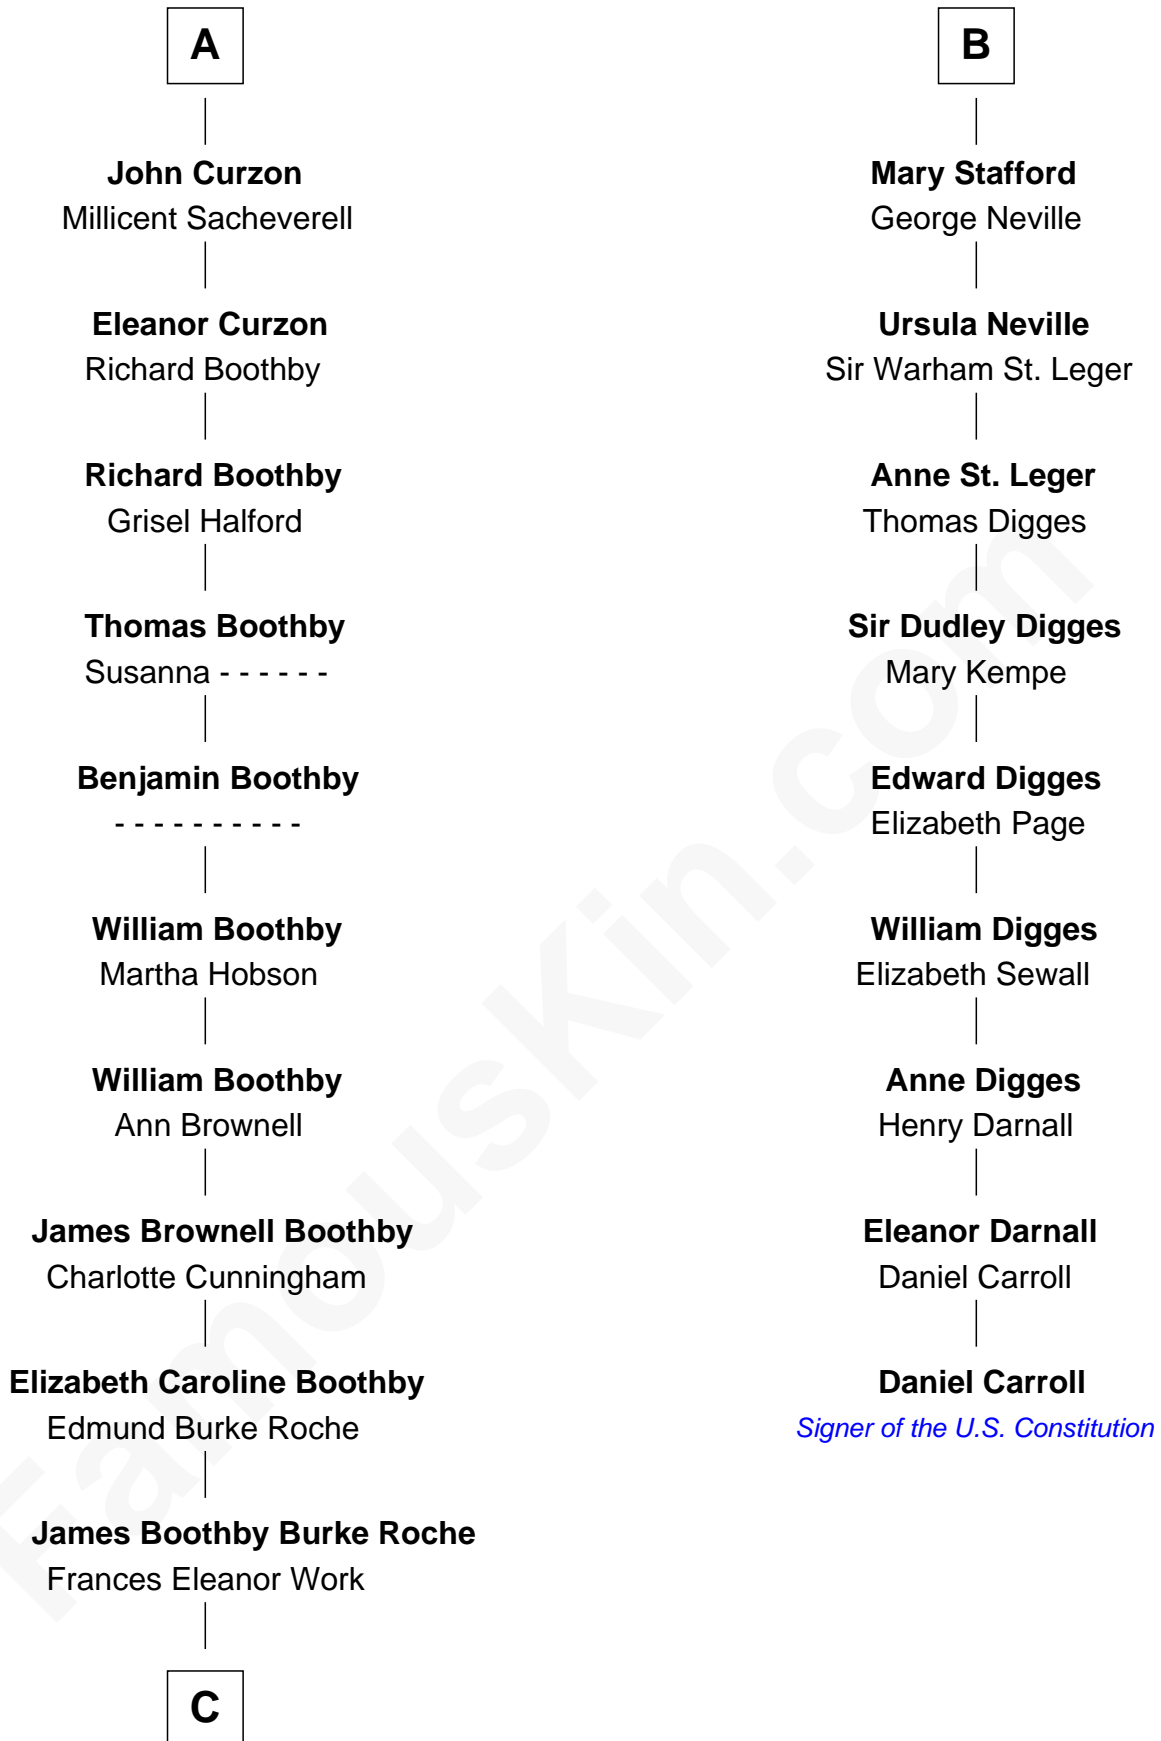 A
John Curzon
Millicent Sacheverell
Eleanor Curzon
Richard Boothby
Richard Boothby
Grisel Halford
Thomas Boothby
Susanna - - - - - -
Benjamin Boothby
- - - - - - - - - -
William Boothby
Martha Hobson
William Boothby
Ann Brownell
James Brownell Boothby
Charlotte Cunningham
Elizabeth Caroline Boothby
Edmund Burke Roche
James Boothby Burke Roche
Frances Eleanor Work
C
B
Mary Stafford
George Neville
Ursula Neville
Sir Warham St. Leger
Anne St. Leger
Thomas Digges
Sir Dudley Digges
Mary Kempe
Edward Digges
Elizabeth Page
William Digges
Elizabeth Sewall
Anne Digges
Henry Darnall
Eleanor Darnall
Daniel Carroll
Daniel Carroll
Signer of the U.S. Constitution
FamousKin.com